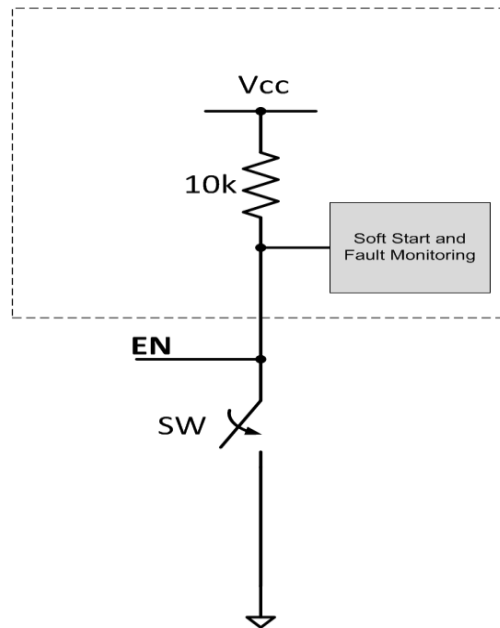 Vcc
10k
Soft Start and
Fault Monitoring
EN
SW